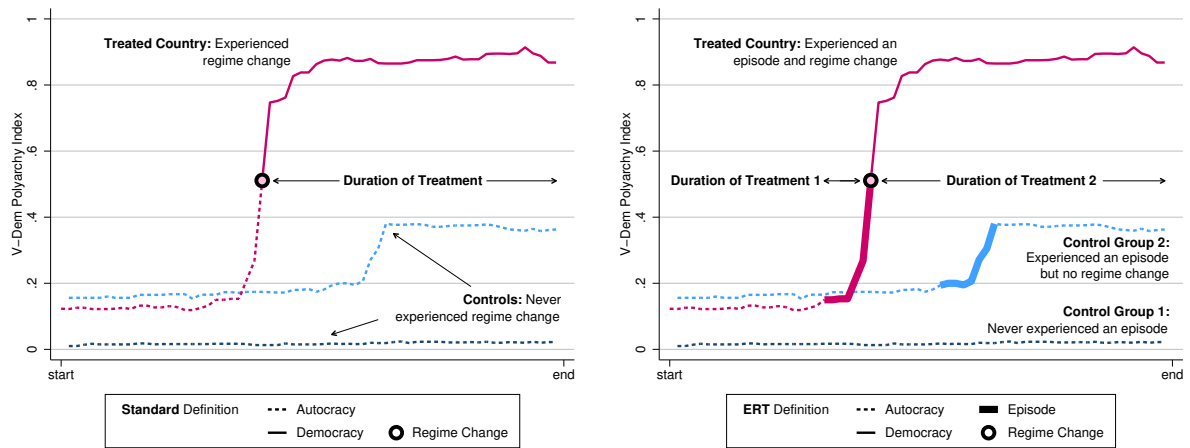 V−Dem Polyarchy Index
1
.8
.6
.4
.2
0
Treated Country: Experienced
regime change
Duration of Treatment
Controls: Never
experienced regime change
start
end
Standard Definition
Autocracy
Democracy
Regime Change
V−Dem Polyarchy Index
1
.8
.6
.4
.2
0
Treated Country: Experienced an
episode and regime change
Duration of Treatment 1
Duration of Treatment 2
Control Group 2:
Experienced an episode
but no regime change
Control Group 1:
Never experienced an episode
start
end
ERT Definition
Autocracy
Episode
Democracy
Regime Change